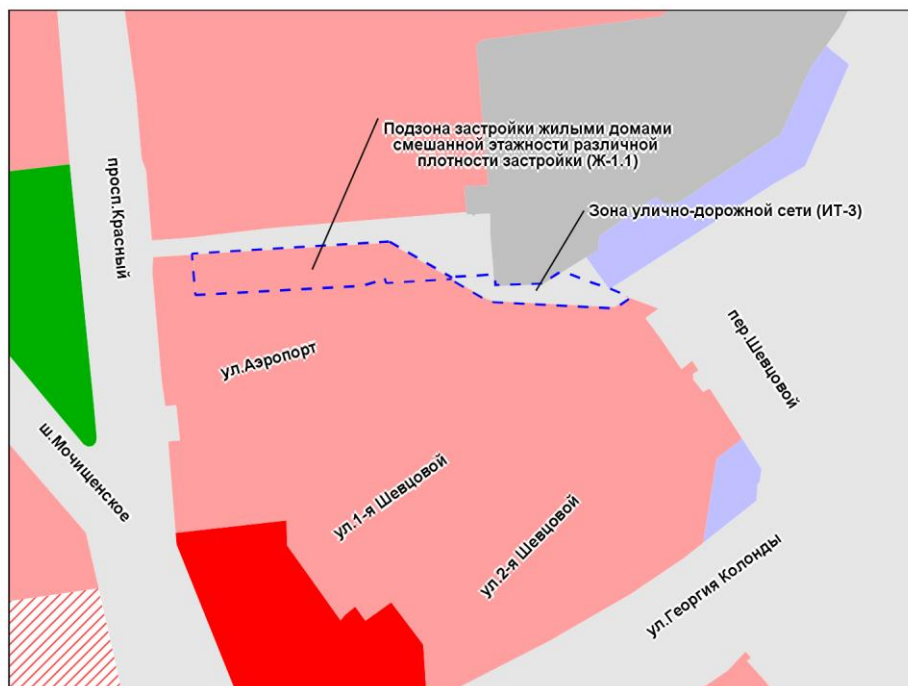 Подзона застройки жилыми домами
смешанной этажности различной
плотности застройки (Ж-1.1)
просп.Красный
Зона улично-дорожной сети (ИТ-3)
ул.Аэропорт
пер.Шевцовой
ш.Мочищенское
ул.1-я Шевцовой
ул.2-я Шевцовой
ул.Георгия Колонды